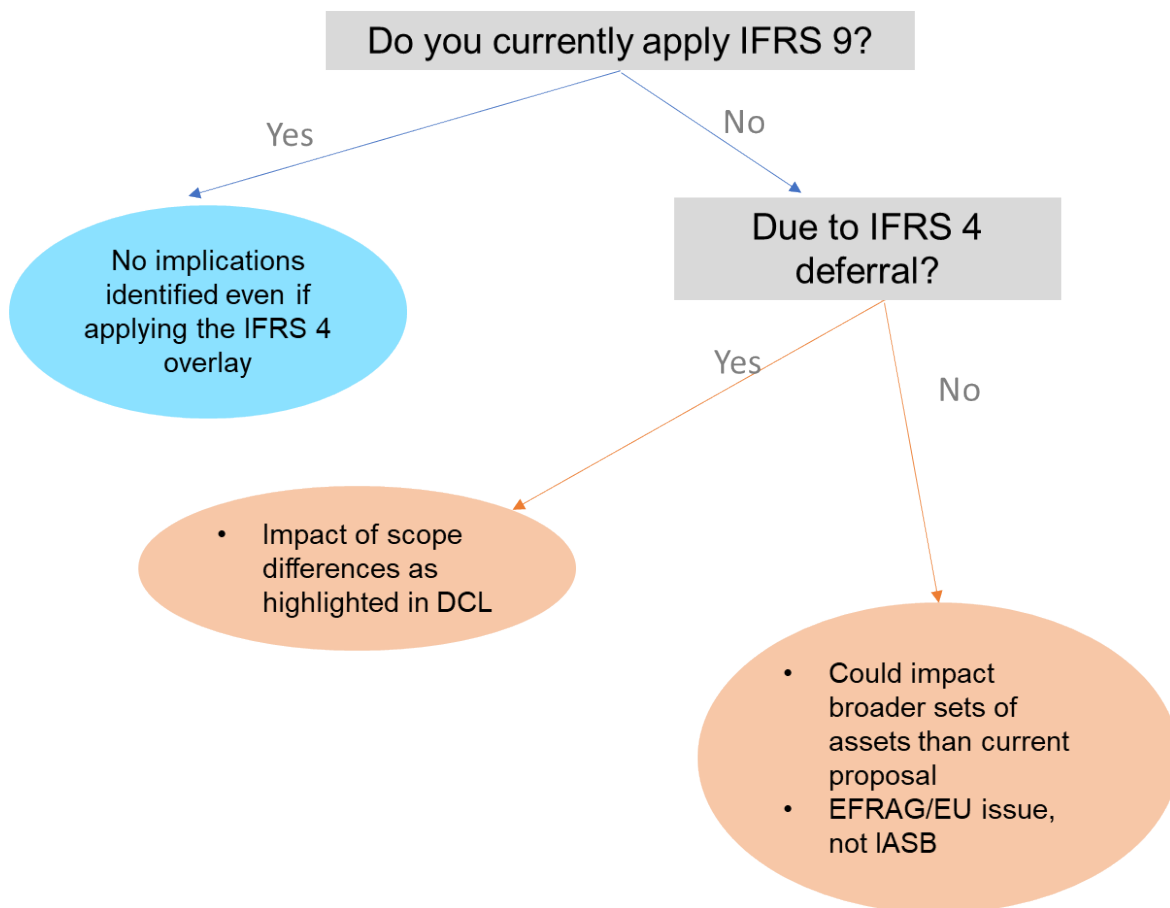 Do you currently apply IFRS 9?
Yes
No
No implications
identified even if
applying the IFRS 4
overlay
Due to IFRS 4
deferral?
Yes
No
• Impact of scope
differences as
highlighted in DCL
• Could impact
broader sets of
assets than current
proposal
• EFRAG/EU issue,
not IASB